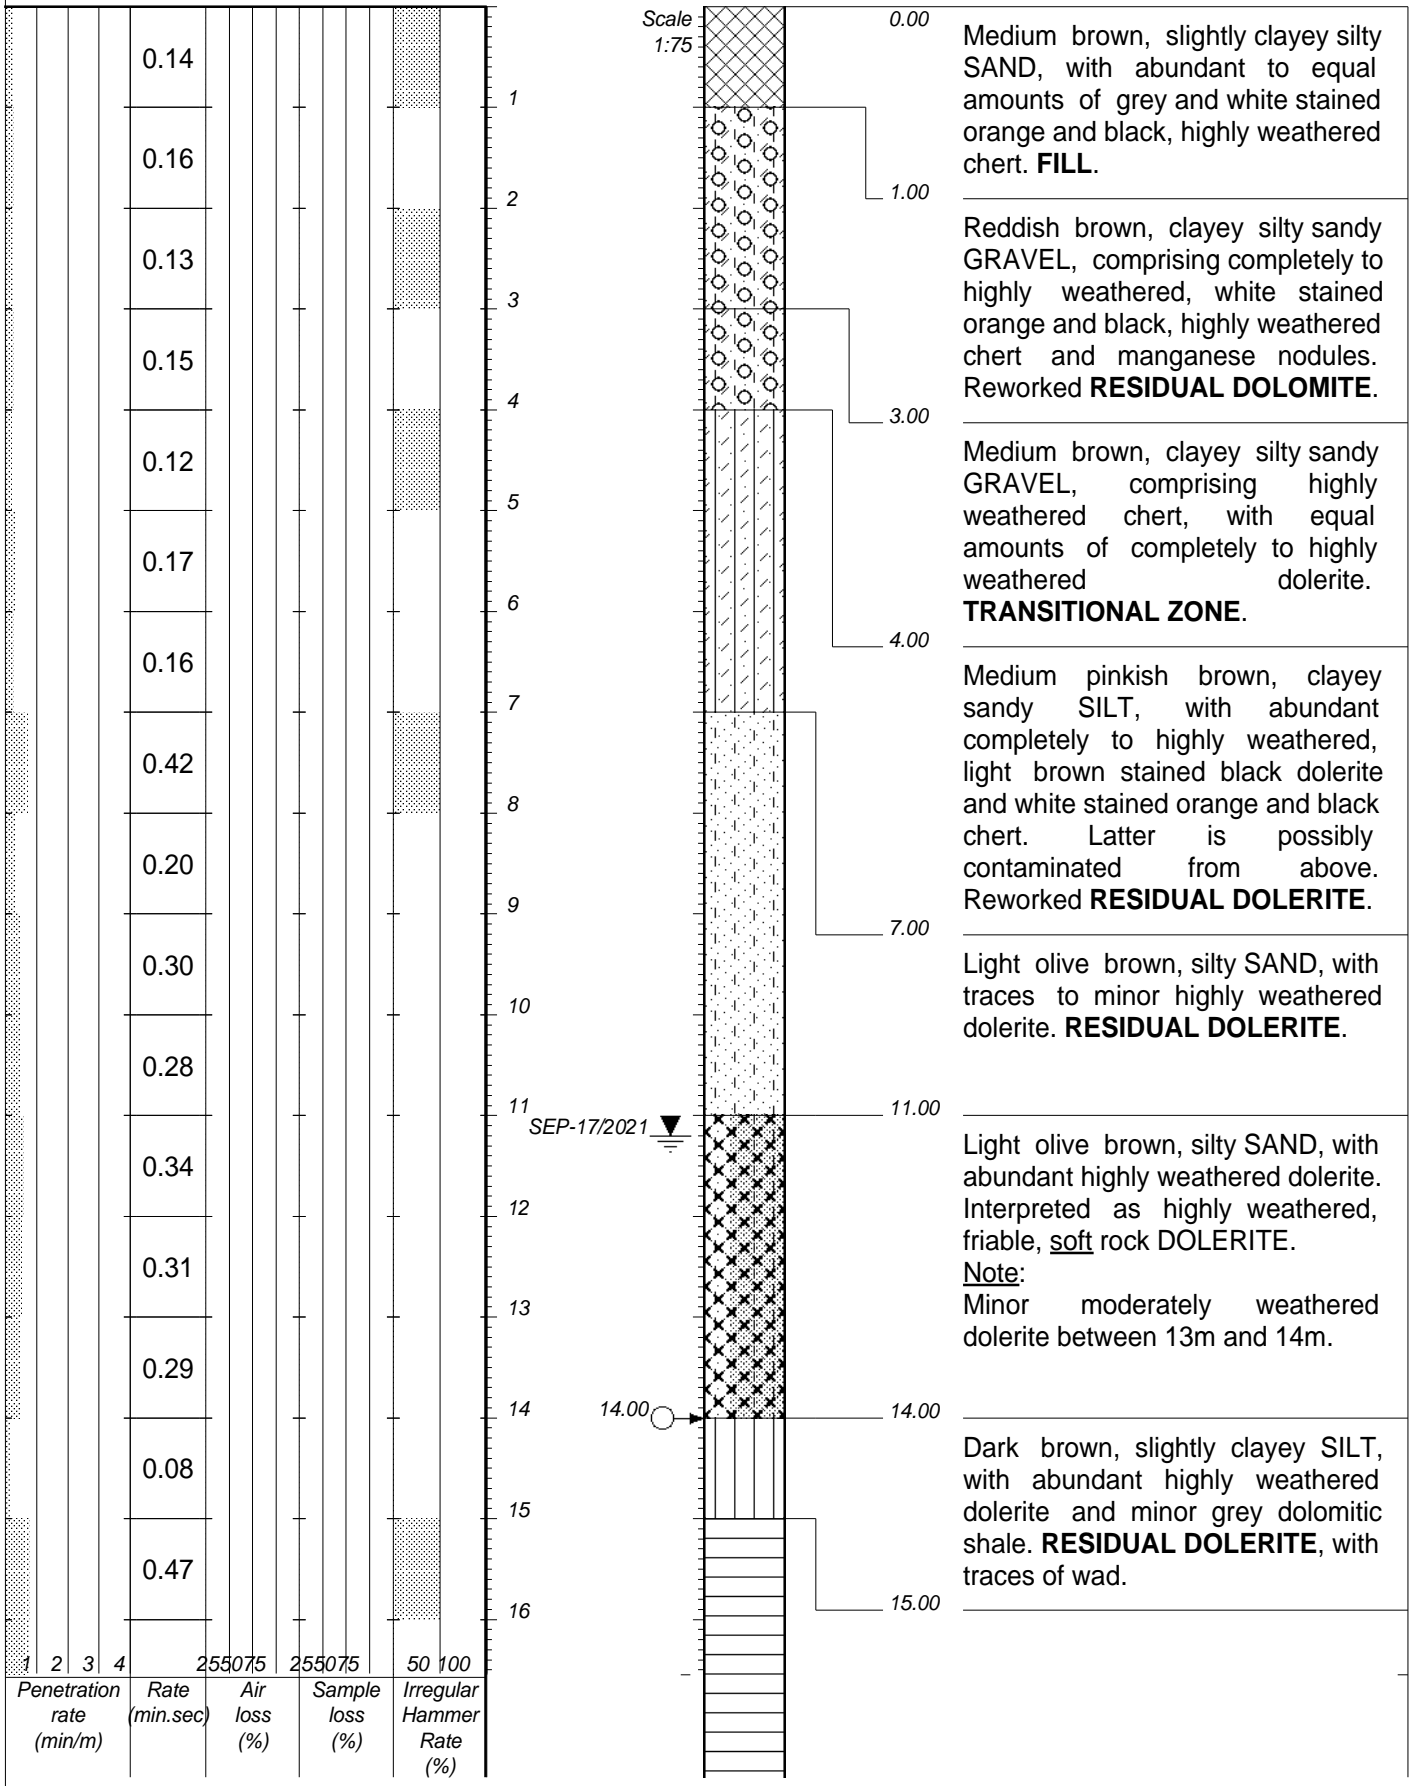 0.14
0.16
0.13
0.15
0.12
0.17
0.16
0.42
0.20
0.30
0.28
0.34
0.31
0.29
0.08
0.47
1 2 3 4
255075
255075
50 100
Penetration
rate
(min/m)
Rate
(min.sec)
Air
loss
(%)
Sample
loss
(%)
Irregular
Hammer
Rate
(%)
1
2
3
4
5
6
7
8
9
10
11
12
13
14
15
16
Scale
1:75
SEP-17/2021
14.00
0.00
Medium brown, slightly clayey silty
SAND, with abundant to equal
amounts of grey and white stained
orange and black, highly weathered
chert. FILL.
1.00
Reddish brown, clayey silty sandy
GRAVEL, comprising completely to
highly weathered, white stained
orange and black, highly weathered
chert and manganese nodules.
Reworked RESIDUAL DOLOMITE.
3.00
Medium brown, clayey silty sandy
GRAVEL, comprising highly
weathered chert, with equal
amounts of completely to highly
weathered dolerite.
TRANSITIONAL ZONE.
4.00
Medium pinkish brown, clayey
sandy SILT, with abundant
completely to highly weathered,
light brown stained black dolerite
and white stained orange and black
chert. Latter is possibly
contaminated from above.
Reworked RESIDUAL DOLERITE.
7.00
Light olive brown, silty SAND, with
traces to minor highly weathered
dolerite. RESIDUAL DOLERITE.
11.00
Light olive brown, silty SAND, with
abundant highly weathered dolerite.
Interpreted as highly weathered,
friable, soft rock DOLERITE.
Note:
Minor moderately weathered
dolerite between 13m and 14m.
14.00
Dark brown, slightly clayey SILT,
with abundant highly weathered
dolerite and minor grey dolomitic
shale. RESIDUAL DOLERITE, with
traces of wad.
15.00